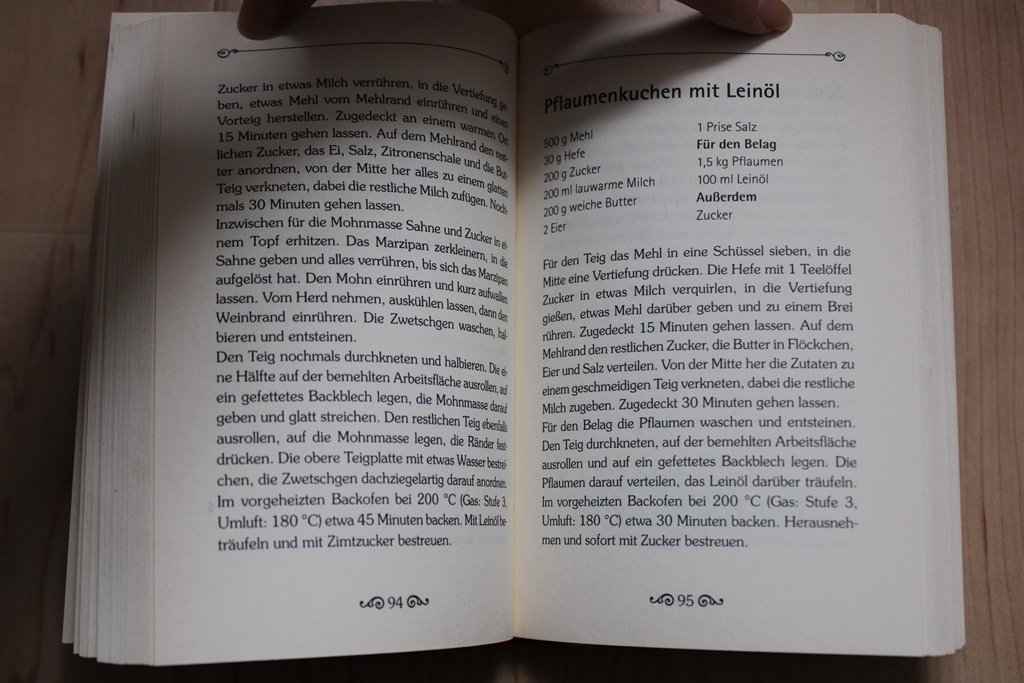 Zucker in etwas Milch verrühren, in die Vertiefung ge-
ben, etwas Mehl vom Mehlrand einrühren und einen
Vorteig herstellen. Zugedeckt an einem warmen Ort
15 Minuten gehen lassen. Auf dem Mehlrand den rest-
lichen Zucker, das Ei, Salz, Zitronenschale und die But-
ter anordnen, von der Mitte her alles zu einem glatten
Teig verkneten, dabei die restliche Milch zufügen. Noch-
mals 30 Minuten gehen lassen.
Inzwischen für die Mohnmasse Sahne und Zucker in ei-
nem Topf erhitzen. Das Marzipan zerkleinern, in die
Sahne geben und alles verrühren, bis sich das Marzipan
aufgelöst hat. Den Mohn einrühren und kurz aufwallen
lassen. Vom Herd nehmen, auskühlen lassen, dann den
Weinbrand einrühren. Die Zwetschgen waschen, hal-
bieren und entsteinen.
Den Teig nochmals durchkneten und halbieren. Die ei-
ne Hälfte auf der bemehlten Arbeitsfläche ausrollen, auf
ein gefettetes Backblech legen, die Mohnmasse darauf
geben und glatt streichen. Den restlichen Teig ebenfalls
ausrollen, auf die Mohnmasse legen, die Ränder fest-
drücken. Die obere Teigplatte mit etwas Wasser bestrei-
chen, die Zwetschgen dachziegelartig darauf anordnen.
Im vorgeheizten Backofen bei 200 °C (Gas: Stufe 3,
Umluft: 180 °C) etwa 45 Minuten backen. Mit Leinöl be-
träufeln und mit Zimtzucker bestreuen.
94
Pflaumenkuchen mit Leinöl
500 g Mehl
30 g Hefe
200 g Zucker
200 ml lauwarme Milch
200 g weiche Butter
2 Eier
1 Prise Salz
Für den Belag
1,5 kg Pflaumen
100 ml Leinöl
Außerdem
Zucker
Für den Teig das Mehl in eine Schüssel sieben, in die
Mitte eine Vertiefung drücken. Die Hefe mit 1 Teelöffel
Zucker in etwas Milch verquirlen, in die Vertiefung
gießen, etwas Mehl darüber geben und zu einem Brei
rühren. Zugedeckt 15 Minuten gehen lassen. Auf dem
Mehlrand den restlichen Zucker, die Butter in Flöckchen,
Eier und Salz verteilen. Von der Mitte her die Zutaten zu
einem geschmeidigen Teig verkneten, dabei die restliche
Milch zugeben. Zugedeckt 30 Minuten gehen lassen.
Für den Belag die Pflaumen waschen und entsteinen.
Den Teig durchkneten, auf der bemehlten Arbeitsfläche
ausrollen und auf ein gefettetes Backblech legen. Die
Pflaumen darauf verteilen, das Leinöl darüber träufeln.
Im vorgeheizten Backofen bei 200 °C (Gas: Stufe 3,
Umluft: 180 °C) etwa 30 Minuten backen. Herausneh-
men und sofort mit Zucker bestreuen.
95